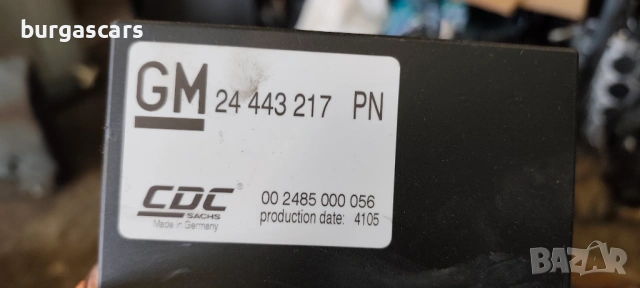 burgascars
GM 24 443 217 PN
CDC®
SACHS
Made in Germany
00 2485 000 056
production date: 4105
BAZAR